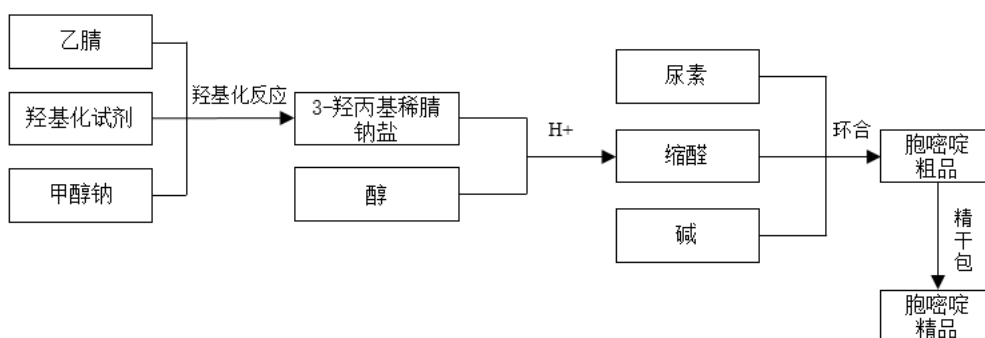 乙腈
羟基化试剂
甲醇钠
羟基化反应
3-羟丙基稀腈
钠盐
醇
H+
尿素
缩醛
碱
环合
胞嘧啶
粗品
精
干
包
胞嘧啶
精品